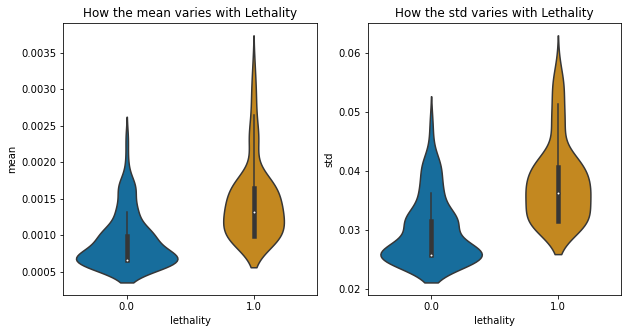 How the mean varies with Lethality
mean
0.0035
0.0030
0.0025
0.0020
0.0015
0.0010
0.0005
0.0
1.0
lethality
How the std varies with Lethality
std
0.06
0.05
0.04
0.03
0.02
0.0
1.0
lethality